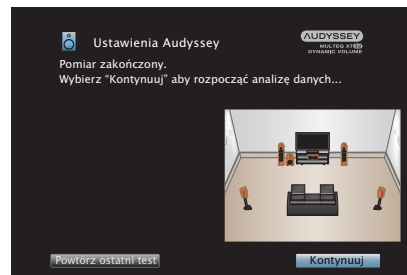 Ustawienia Audyssey
AUDYSSEY
MULTEQ XT32
DYNAMIC VOLUME
Pomiar zakończony.
Wybierz “Kontynuuj” aby rozpocząć analizę danych...
Powtórz ostatni test
Kontynuuj